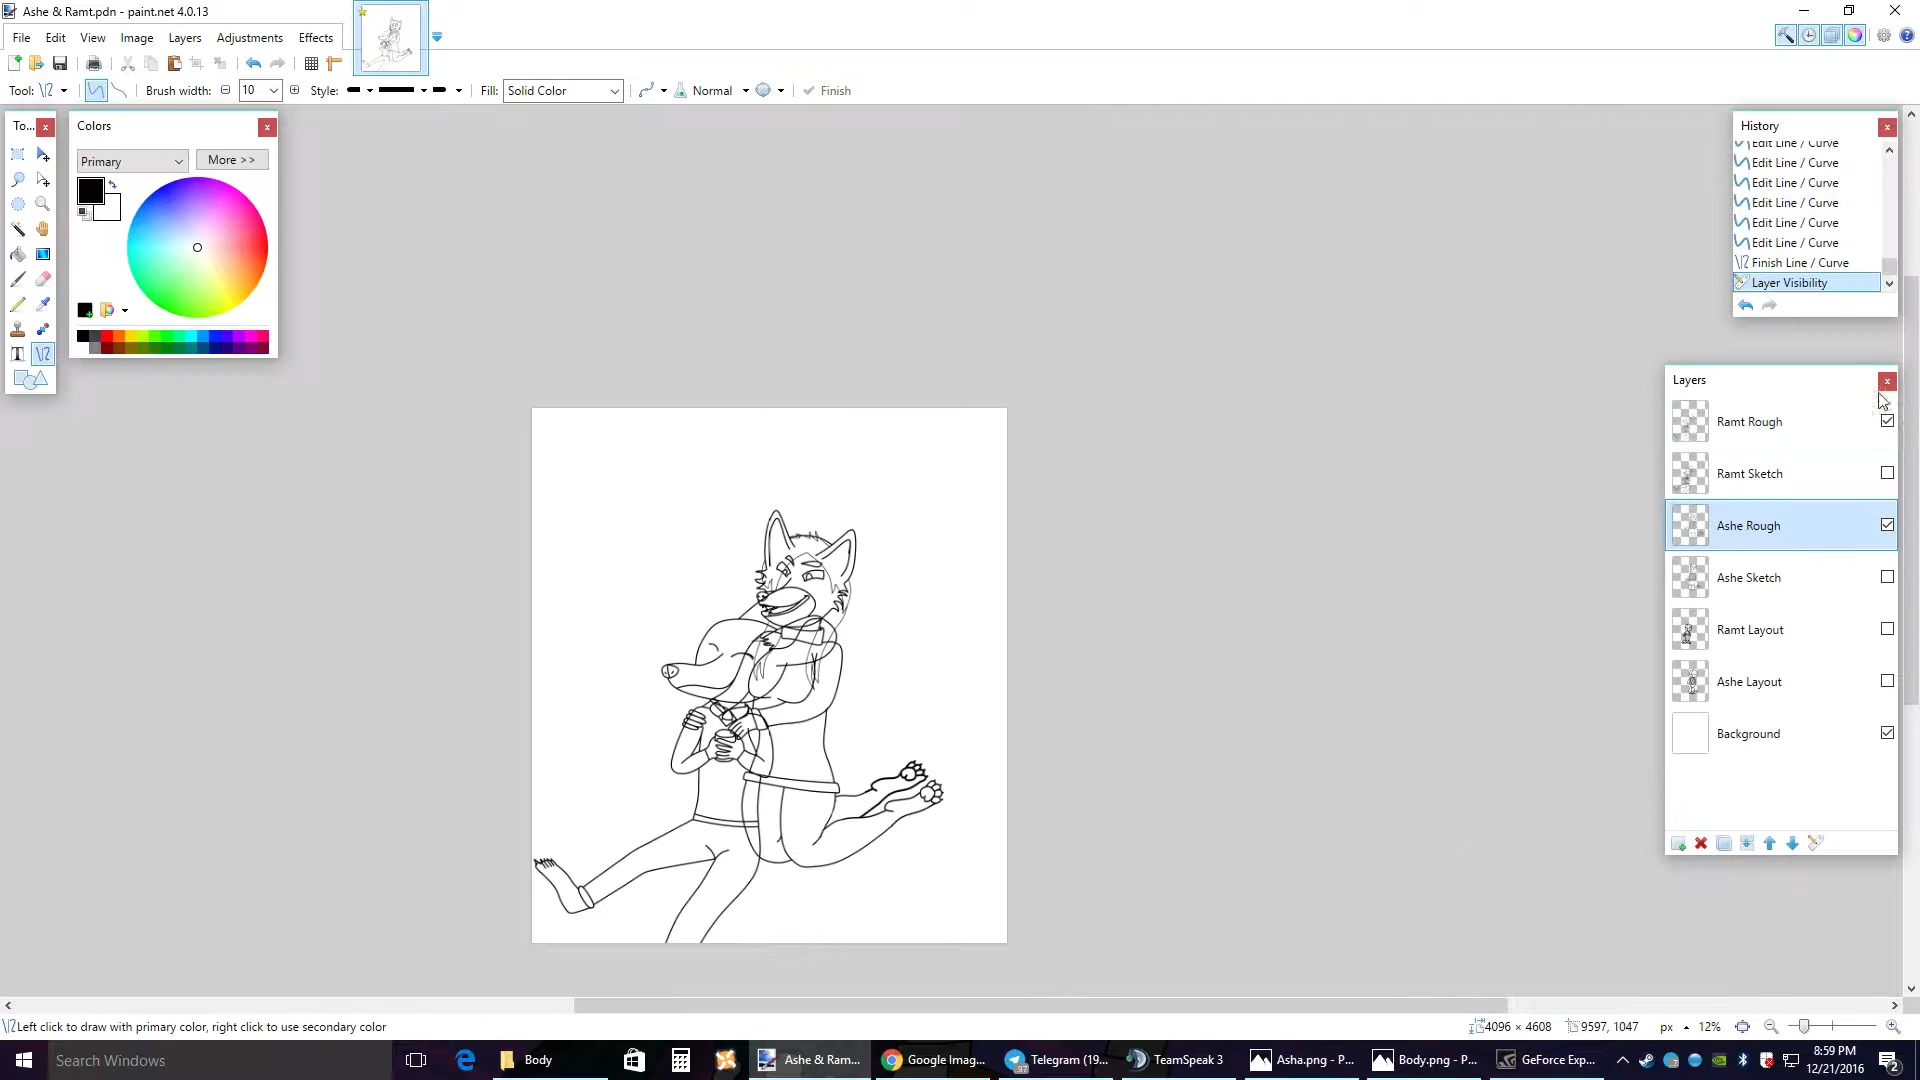 Ashe & Ramt.pdn - paint.net 4.0.13
File Edit View Image Layers Adjustments Effects
Tool: Brush width: 10 Style: Fill: Solid Color Normal Finish
To...
Colors
Primary
More >>
History
Edit Line / Curve
Edit Line / Curve
Edit Line / Curve
Edit Line / Curve
Edit Line / Curve
Edit Line / Curve
Finish Line / Curve
Layer Visibility
Layers
Ramt Rough
Ramt Sketch
Ashe Rough
Ashe Sketch
Ramt Layout
Ashe Layout
Background
Left click to draw with primary color, right click to use secondary color
4096 × 4608
9597, 1047
px
12%
Search Windows
Body
Ashe & Ram...
Google Imag...
Telegram (19...
97
TeamSpeak 3
Asha.png - P...
Body.png - P...
GeForce Exp...
8:59 PM
12/21/2016
2